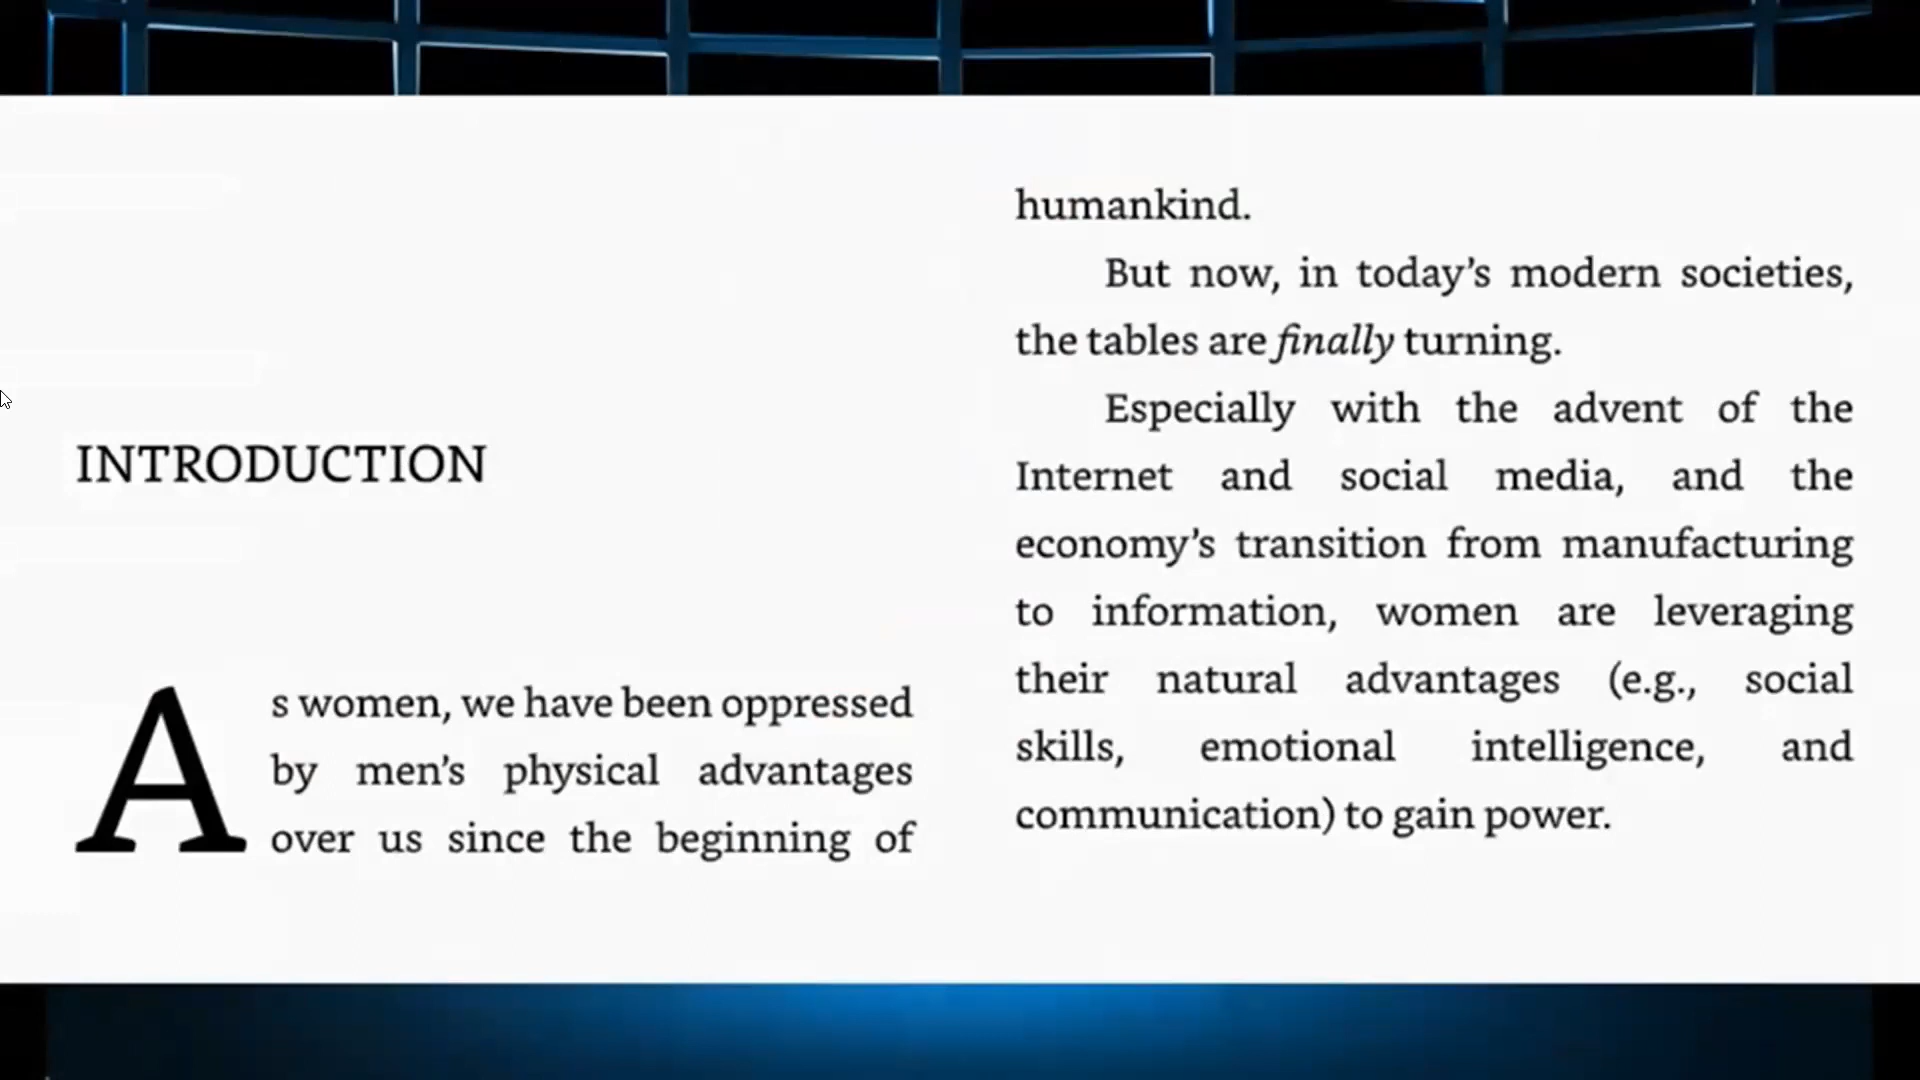 INTRODUCTION
As women, we have been oppressed
by men’s physical advantages
over us since the beginning of
humankind.
But now, in today’s modern societies,
the tables are finally turning.
Especially with the advent of the
Internet and social media, and the
economy’s transition from manufacturing
to information, women are leveraging
their natural advantages (e.g., social
skills, emotional intelligence, and
communication) to gain power.